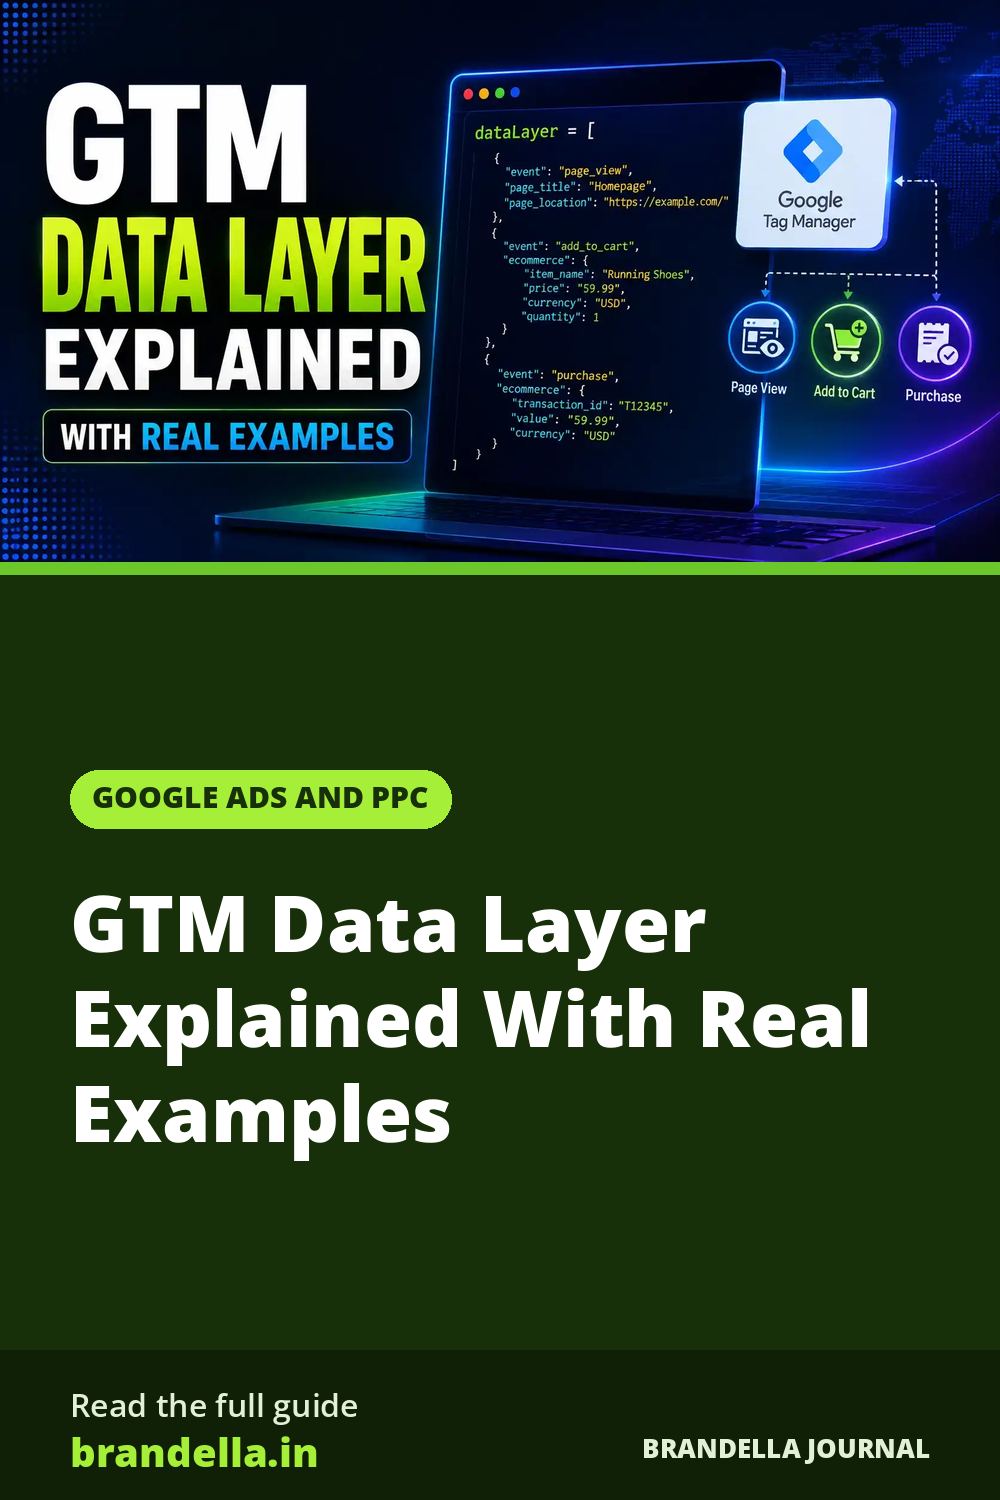 GTM
DATA LAYER
EXPLAINED
WITH REAL EXAMPLES
dataLayer = [
{
"event": "page_view",
"page_title": "Homepage",
"page_location": "https://example.com/"
},
{
"event": "add_to_cart",
"ecommerce": {
"item_name": "Running Shoes",
"price": "59.99",
"currency": "USD",
"quantity": 1
}
},
{
"event": "purchase",
"ecommerce": {
"transaction_id": "T12345",
"value": "59.99",
"currency": "USD"
}
}
]
Google
Tag Manager
Page View
Add to Cart
Purchase
GOOGLE ADS AND PPC
GTM Data Layer
Explained With Real
Examples
Read the full guide
brandella.in
BRANDELLA JOURNAL